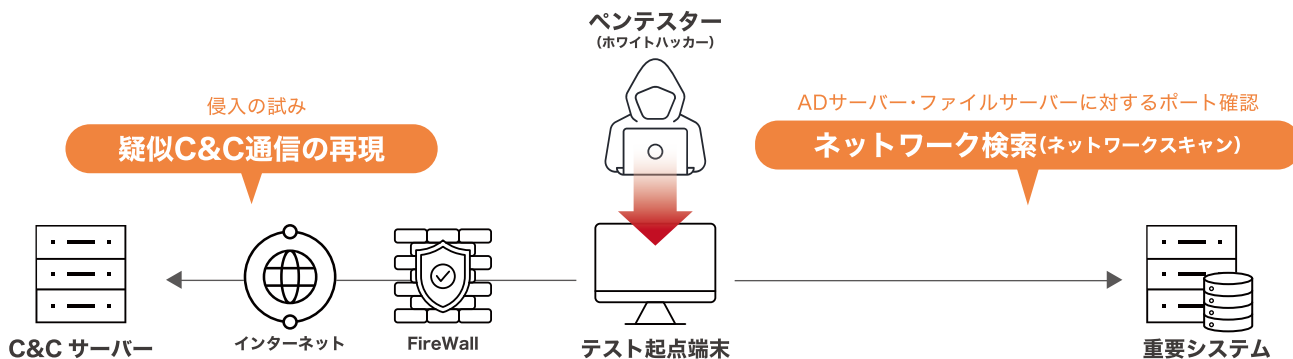 ペンテスター
（ホワイトハッカー）
侵入の試み
疑似C&C通信の再現
ADサーバー・ファイルサーバーに対するポート確認
ネットワーク検索（ネットワークスキャン）
C&C サーバー
インターネット
FireWall
テスト起点端末
重要システム